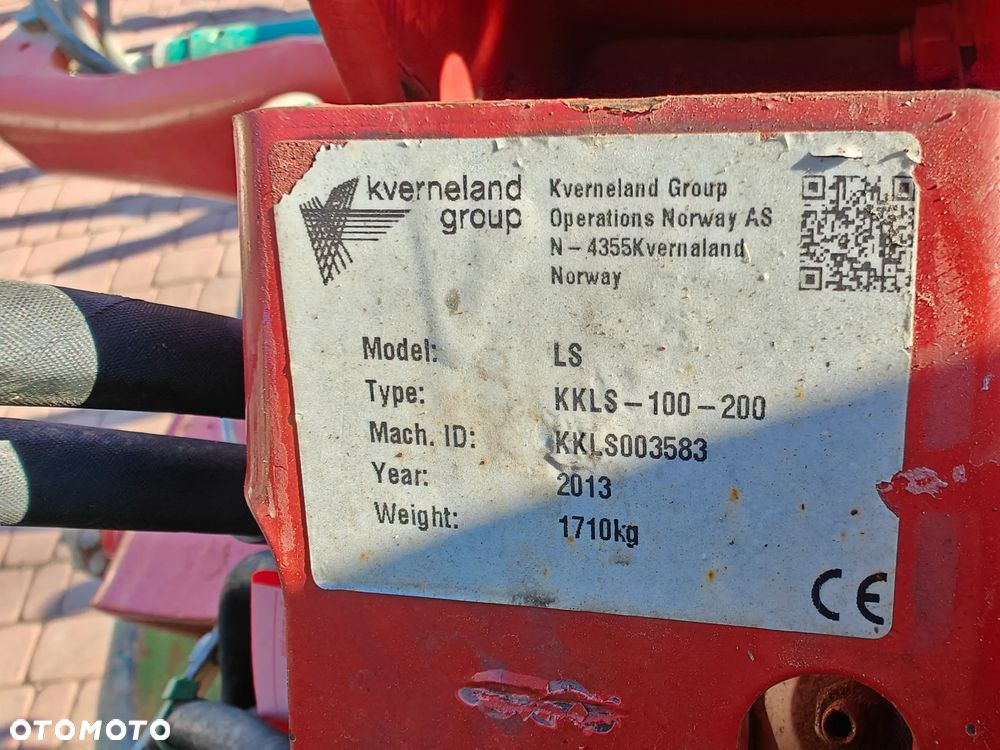 kverneland
group
Kverneland Group
Operations Norway AS
N - 4355Kvernaland
Norway
Model: LS
Type: KKLS-100-200
Mach. ID: KKLS003583
Year: 2013
Weight: 1710kg
CE
OTOMOTO